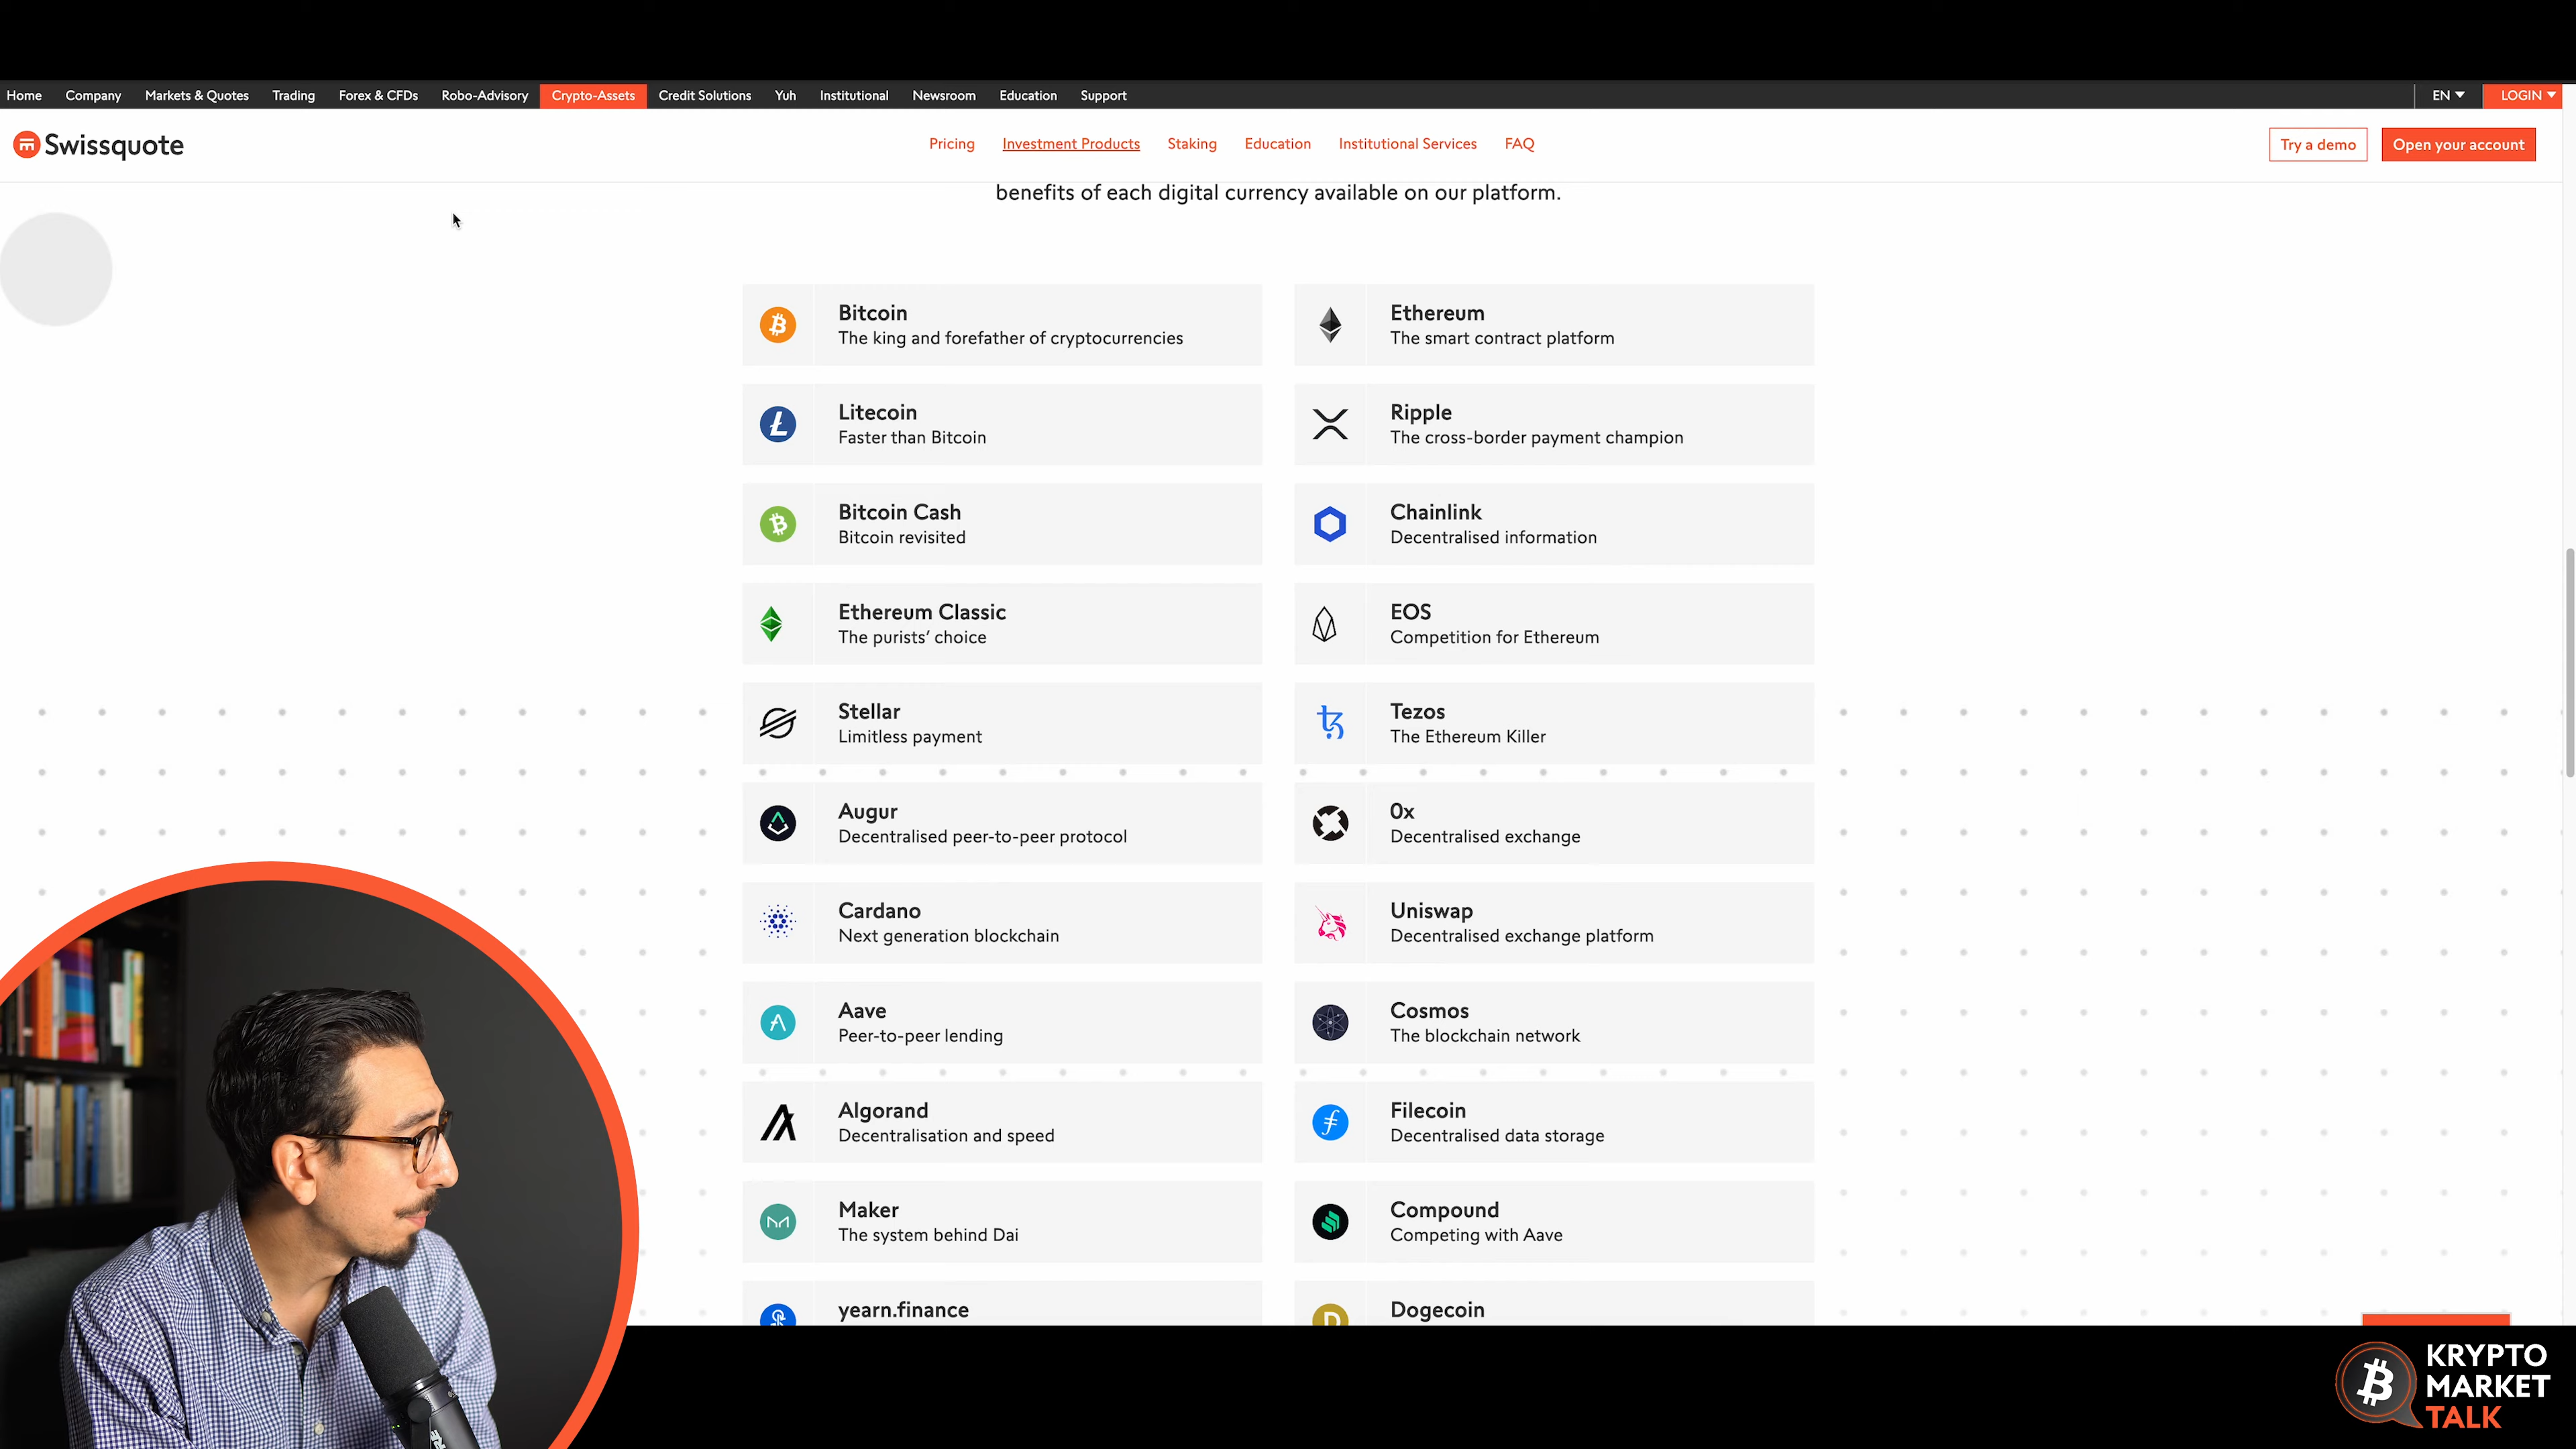 Home Company Markets & Quotes Trading Forex & CFDs Robo-Advisory Crypto-Assets Credit Solutions Yuh Institutional Newsroom Education Support EN LOGIN
Swissquote Pricing Investment Products Staking Education Institutional Services FAQ Try a demo Open your account
benefits of each digital currency available on our platform.
Bitcoin
The king and forefather of cryptocurrencies
Ethereum
The smart contract platform
Litecoin
Faster than Bitcoin
Ripple
The cross-border payment champion
Bitcoin Cash
Bitcoin revisited
Chainlink
Decentralised information
Ethereum Classic
The purists' choice
EOS
Competition for Ethereum
Stellar
Limitless payment
Tezos
The Ethereum Killer
Augur
Decentralised peer-to-peer protocol
0x
Decentralised exchange
Cardano
Next generation blockchain
Uniswap
Decentralised exchange platform
Aave
Peer-to-peer lending
Cosmos
The blockchain network
Algorand
Decentralisation and speed
Filecoin
Decentralised data storage
Maker
The system behind Dai
Compound
Competing with Aave
yearn.finance
Dogecoin
KRYPTO
MARKET
TALK